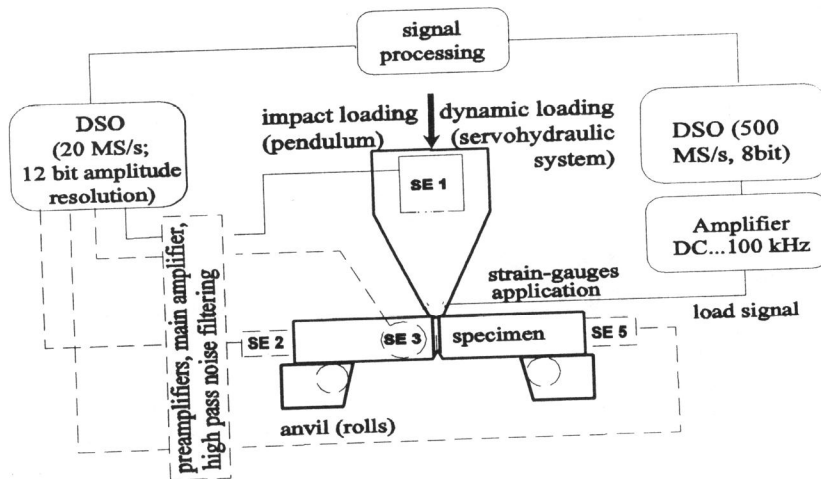 signal
processing
impact loading
(pendulum)
dynamic loading
(servohydraulic
system)
DSO
(20 MS/s;
12 bit amplitude
resolution)
DSO (500
MS/s, 8bit)
SE 1
Amplifier
DC...100 kHz
strain-gauges
application
load signal
preamplifiers, main amplifier,
high pass noise filtering
SE 2
SE 3
specimen
SE 5
anvil (rolls)